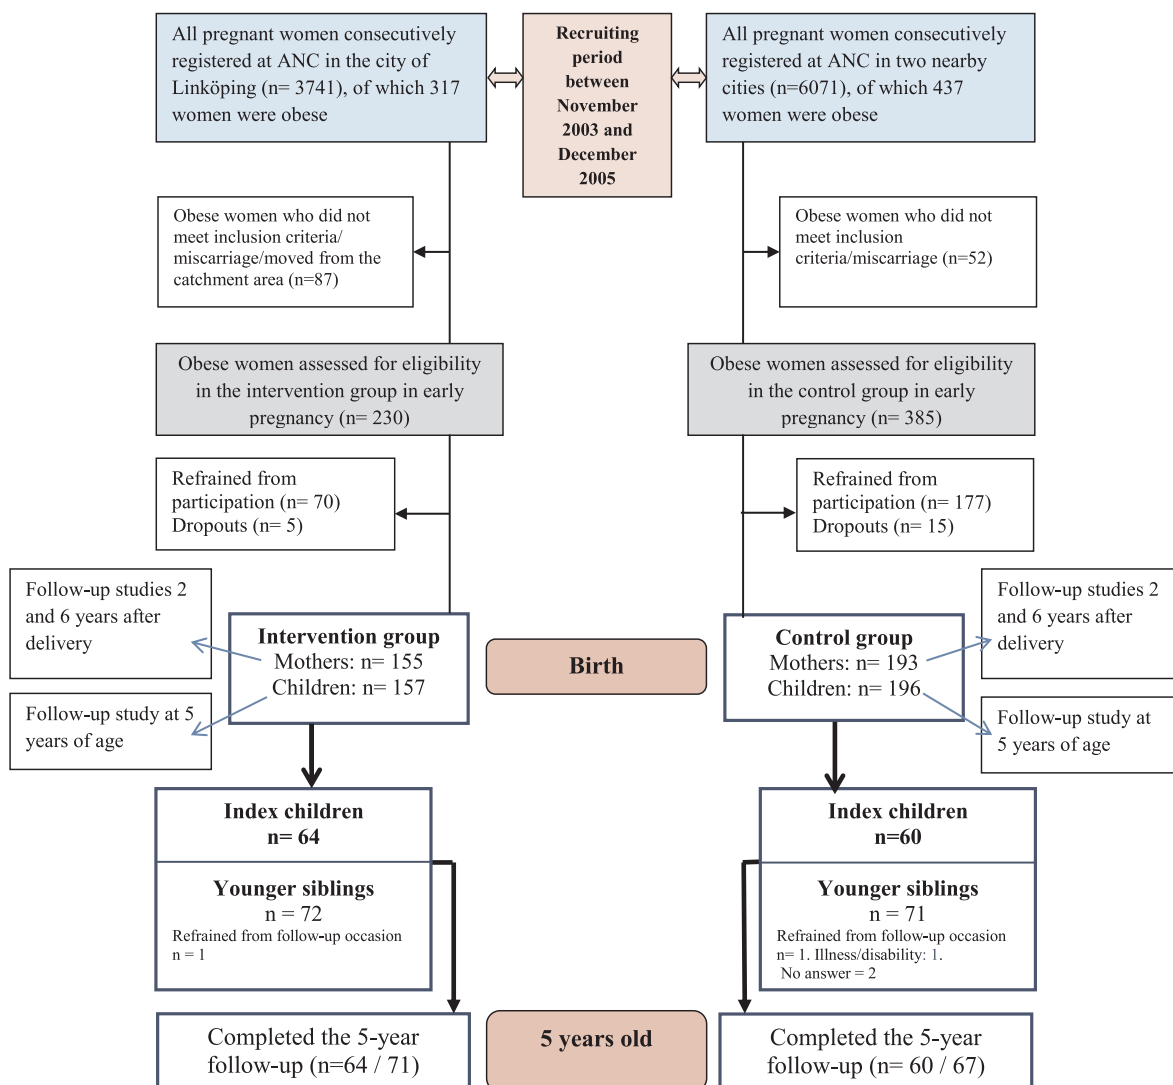 All pregnant women consecutively
registered at ANC in the city of
Linköping (n= 3741), of which 317
women were obese
Recruiting
period
between
November
2003 and
December
2005
All pregnant women consecutively
registered at ANC in two nearby
cities (n=6071), of which 437
women were obese
Obese women who did not
meet inclusion criteria/
miscarriage/moved from the
catchment area (n=87)
Obese women who did not
meet inclusion
criteria/miscarriage (n=52)
Obese women assessed for eligibility
in the intervention group in early
pregnancy (n= 230)
Obese women assessed for eligibility
in the control group in early
pregnancy (n= 385)
Refrained from
participation (n= 70)
Dropouts (n= 5)
Refrained from
participation (n= 177)
Dropouts (n= 15)
Follow-up studies 2
and 6 years after
delivery
Intervention group
Mothers: n= 155
Children: n= 157
Birth
Control group
Mothers: n= 193
Children: n= 196
Follow-up studies 2
and 6 years after
delivery
Follow-up study at 5
years of age
Follow-up study at
5 years of age
Index children
n= 64
Younger siblings
n = 72
Refrained from follow-up occasion
n = 1
Index children
n=60
Younger siblings
n = 71
Refrained from follow-up occasion
n= 1. Illness/disability: 1.
No answer = 2
Completed the 5-year
follow-up (n=64 / 71)
5 years old
Completed the 5-year
follow-up (n= 60 / 67)